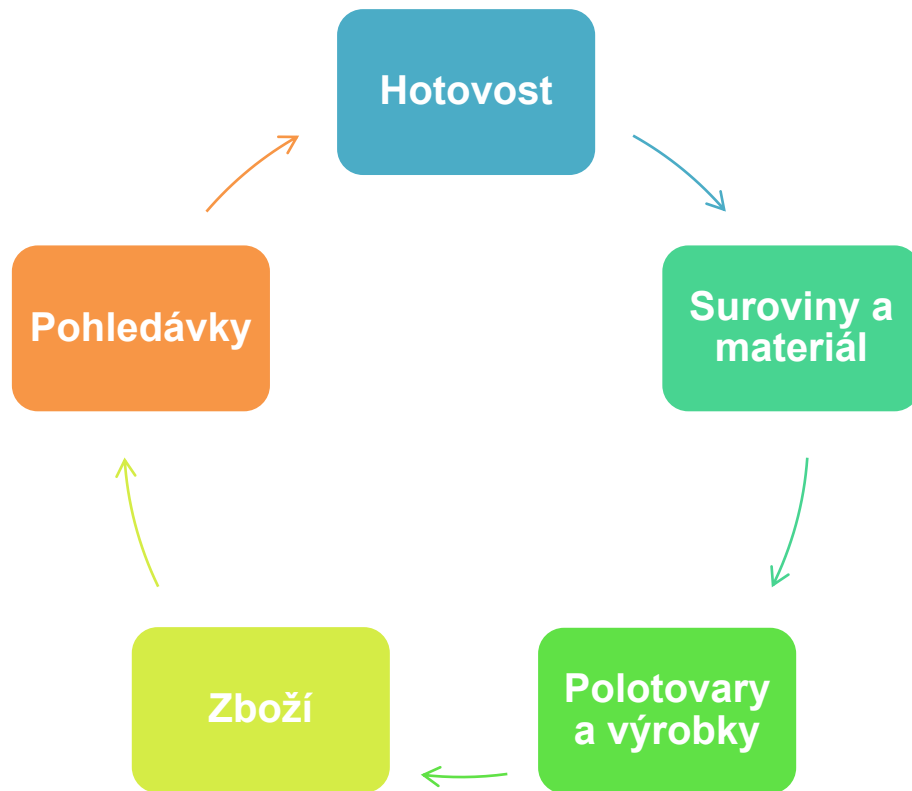 Hotovost
Suroviny a
materiál
Polotovary
a výrobky
Zboží
Pohledávky